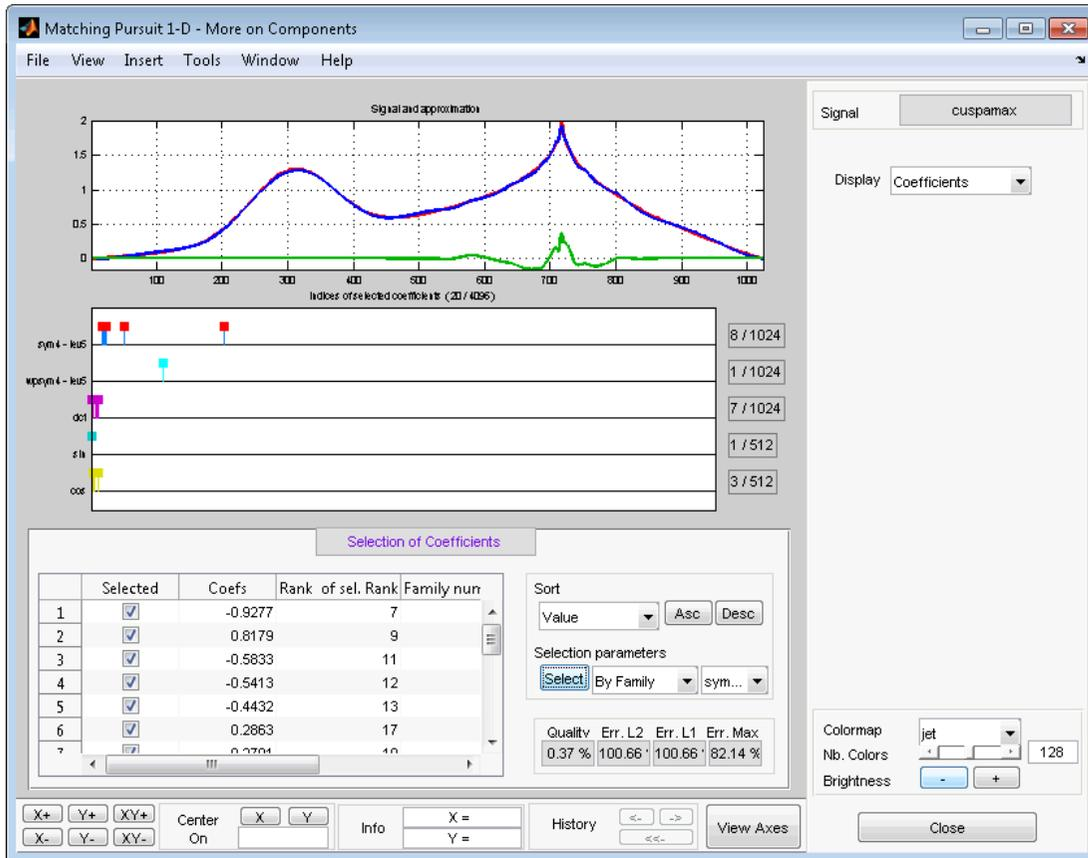 Matching Pursuit 1-D - More on Components
File View Insert Tools Window Help
Signal and approximation
2
1.5
1
0.5
0
100 200 300 400 500 600 700 800 900 1000
Indices of selected coefficients (20 / 4096)
sym4 - lev5
wpsym4 - lev5
dct
sin
cos
8 / 1024
1 / 1024
7 / 1024
1 / 512
3 / 512
Signal cuspamax
Display Coefficients
Selection of Coefficients
Selected Coefs Rank of sel. Rank Family num
1 -0.9277 7
2 0.8179 9
3 -0.5833 11
4 -0.5413 12
5 -0.4432 13
6 0.2863 17
Sort
Value Asc Desc
Selection parameters
Select By Family sym...
Quality Err. L2 Err. L1 Err. Max
0.37 % 100.66 ' 100.66 ' 82.14 %
Colormap jet
Nb. Colors 128
Brightness - +
X+ Y+ XY+
X- Y- XY-
Center On X Y
Info X =
Y =
History <- ->
<<-
View Axes
Close